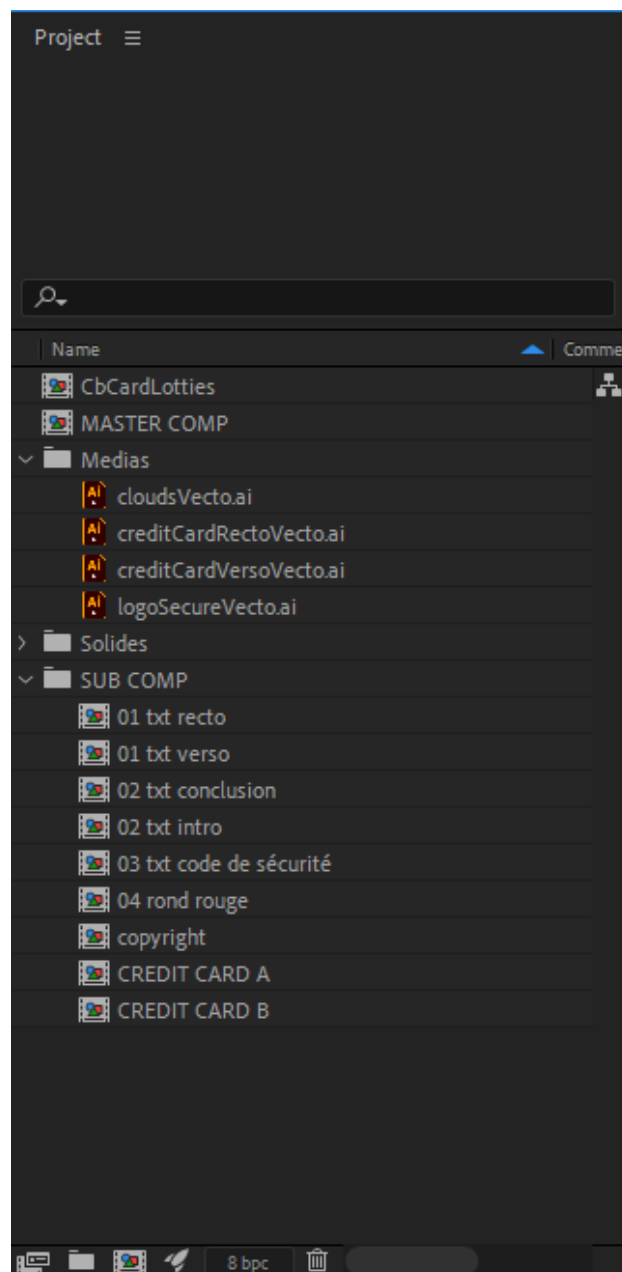 Project
Name Comme
CbCardLotties
MASTER COMP
Medias
cloudsVecto.ai
creditCardRectoVecto.ai
creditCardVersoVecto.ai
logoSecureVecto.ai
Solides
SUB COMP
01 txt recto
01 txt verso
02 txt conclusion
02 txt intro
03 txt code de sécurité
04 rond rouge
copyright
CREDIT CARD A
CREDIT CARD B
8 bpc